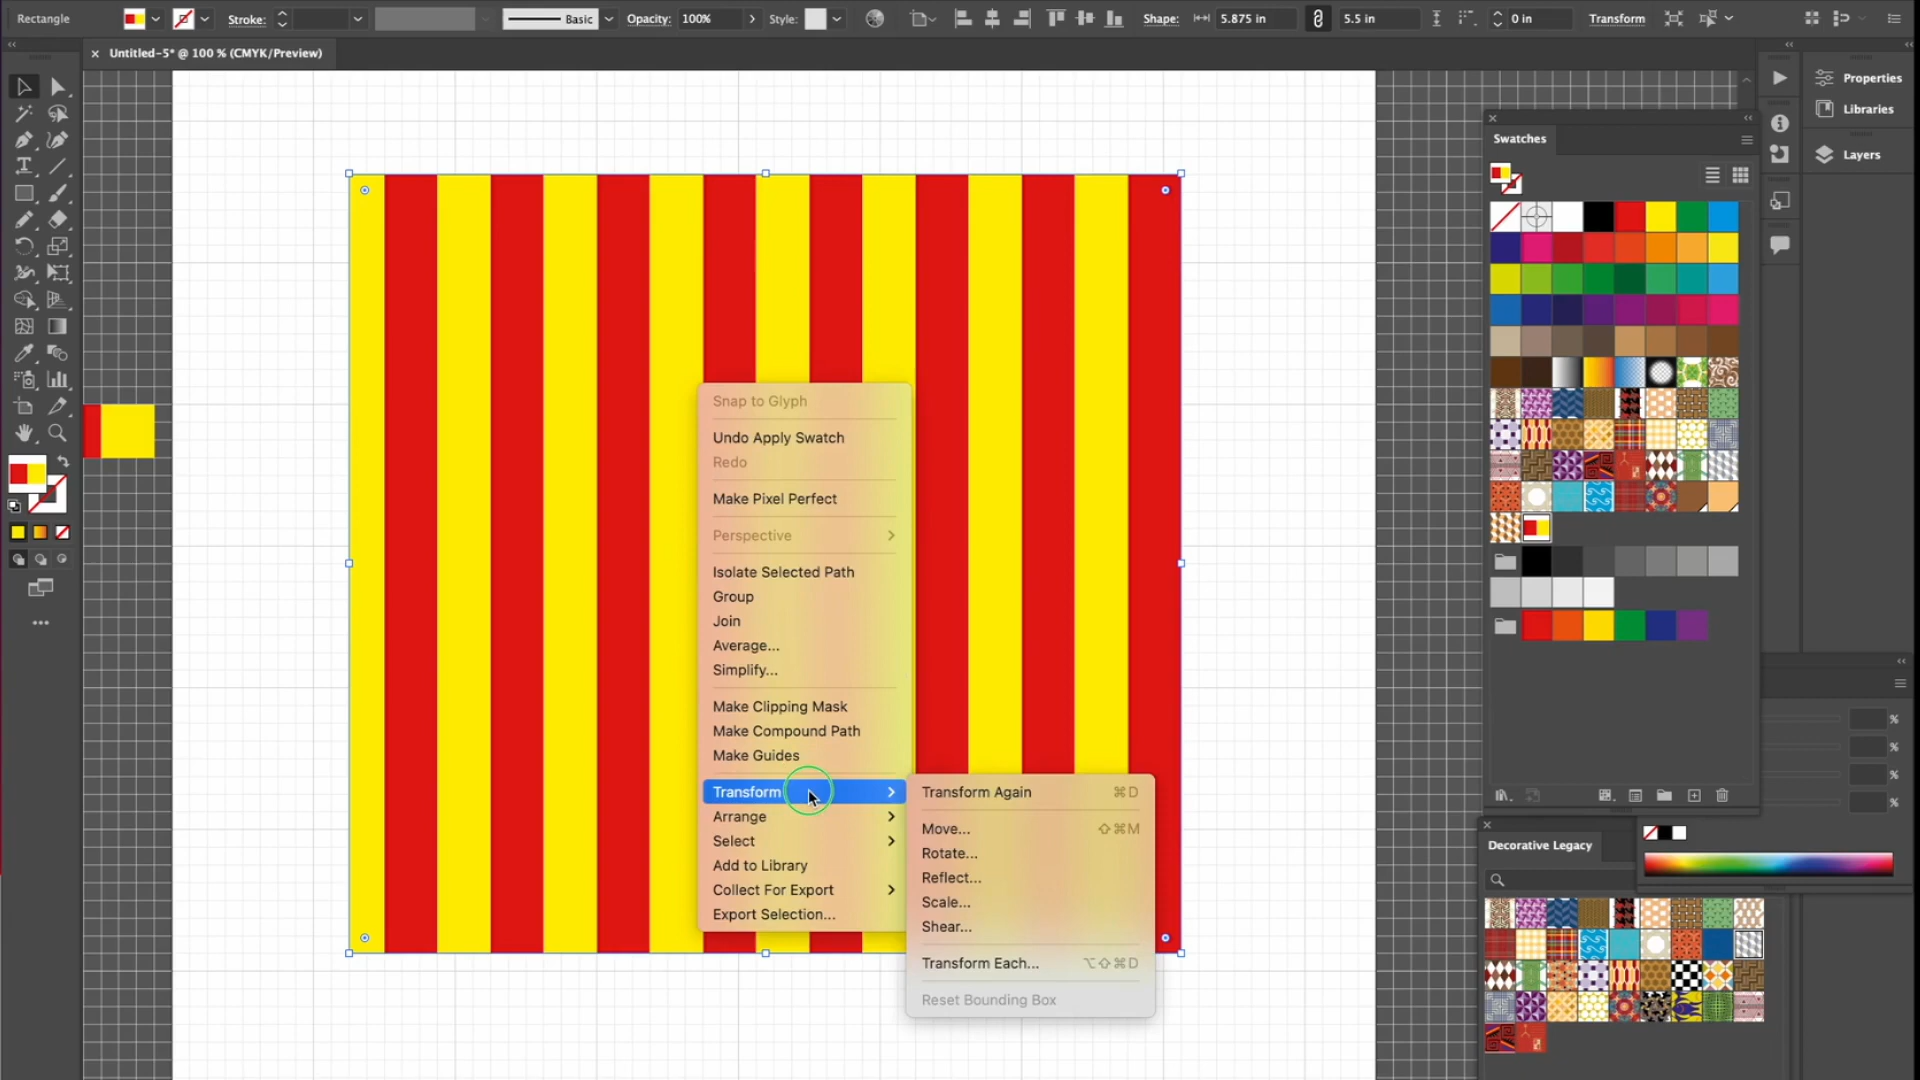 Rectangle
Stroke:
Basic
Opacity:
100%
Style:
Shape:
5.875 in
5.5 in
0 in
Transform
Untitled-5* @ 100 % (CMYK/Preview)
Properties
Libraries
Layers
Swatches
Snap to Glyph
Undo Apply Swatch
Redo
Make Pixel Perfect
Perspective
Isolate Selected Path
Group
Join
Average...
Simplify...
Make Clipping Mask
Make Compound Path
Make Guides
Transform
Arrange
Select
Add to Library
Collect For Export
Export Selection...
Transform Again ⌘D
Move... ⇧⌘M
Rotate...
Reflect...
Scale...
Shear...
Transform Each... ⌥⇧⌘D
Reset Bounding Box
%
%
%
%
Decorative Legacy